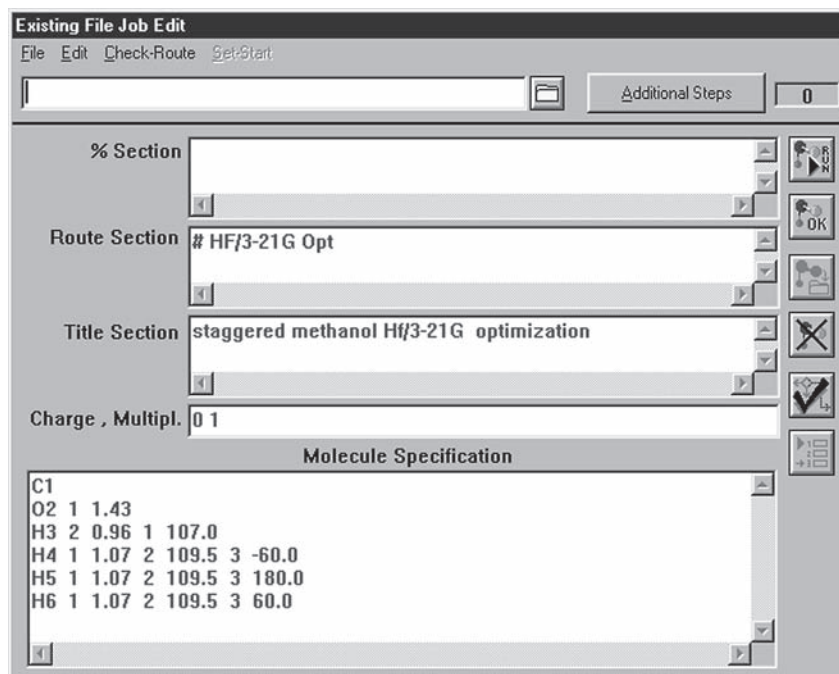 Existing File Job Edit
File Edit Check-Route Set-Start
Additional Steps 0
% Section
RUN
Route Section # HF/3-21G Opt
OK
Title Section staggered methanol Hf/3-21G optimization
Charge , Multipl. 0 1
Molecule Specification
C1
O2 1 1.43
H3 2 0.96 1 107.0
H4 1 1.07 2 109.5 3 -60.0
H5 1 1.07 2 109.5 3 180.0
H6 1 1.07 2 109.5 3 60.0